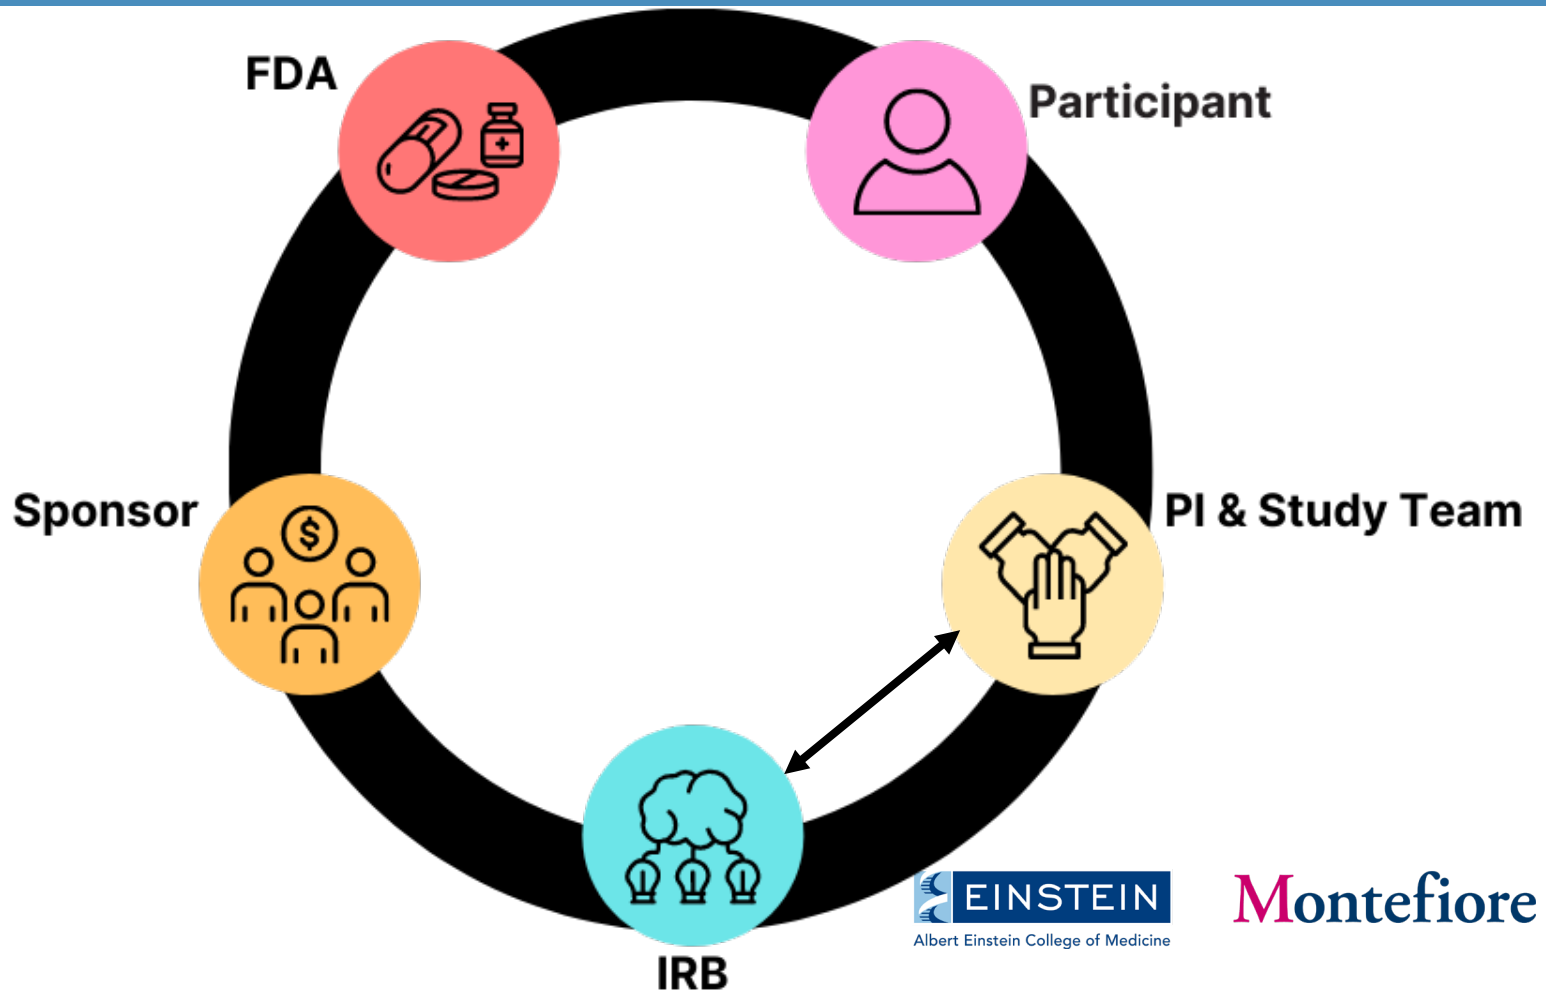 FDA
Participant
Sponsor
$
PI & Study Team
EINSTEIN
Albert Einstein College of Medicine
Montefiore
IRB